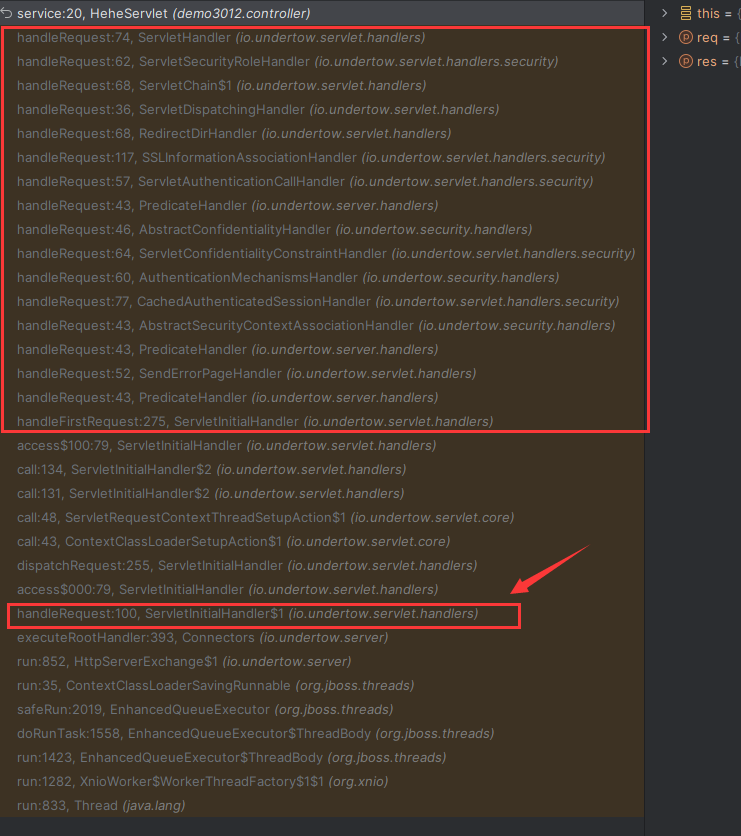 service:20, HeheServlet (demo3012.controller)
handleRequest:74, ServletHandler (io.undertow.servlet.handlers)
handleRequest:62, ServletSecurityRoleHandler (io.undertow.servlet.handlers.security)
handleRequest:68, ServletChain$1 (io.undertow.servlet.handlers)
handleRequest:36, ServletDispatchingHandler (io.undertow.servlet.handlers)
handleRequest:68, RedirectDirHandler (io.undertow.servlet.handlers)
handleRequest:117, SSLInformationAssociationHandler (io.undertow.servlet.handlers.security)
handleRequest:57, ServletAuthenticationCallHandler (io.undertow.servlet.handlers.security)
handleRequest:43, PredicateHandler (io.undertow.server.handlers)
handleRequest:46, AbstractConfidentialityHandler (io.undertow.security.handlers)
handleRequest:64, ServletConfidentialityConstraintHandler (io.undertow.servlet.handlers.security)
handleRequest:60, AuthenticationMechanismsHandler (io.undertow.security.handlers)
handleRequest:77, CachedAuthenticatedSessionHandler (io.undertow.servlet.handlers.security)
handleRequest:43, AbstractSecurityContextAssociationHandler (io.undertow.security.handlers)
handleRequest:43, PredicateHandler (io.undertow.server.handlers)
handleRequest:52, SendErrorPageHandler (io.undertow.servlet.handlers)
handleRequest:43, PredicateHandler (io.undertow.server.handlers)
handleFirstRequest:275, ServletInitialHandler (io.undertow.servlet.handlers)
access$100:79, ServletInitialHandler (io.undertow.servlet.handlers)
call:134, ServletInitialHandler$2 (io.undertow.servlet.handlers)
call:131, ServletInitialHandler$2 (io.undertow.servlet.handlers)
call:48, ServletRequestContextThreadSetupAction$1 (io.undertow.servlet.core)
call:43, ContextClassLoaderSetupAction$1 (io.undertow.servlet.core)
dispatchRequest:255, ServletInitialHandler (io.undertow.servlet.handlers)
access$000:79, ServletInitialHandler (io.undertow.servlet.handlers)
handleRequest:100, ServletInitialHandler$1 (io.undertow.servlet.handlers)
executeRootHandler:393, Connectors (io.undertow.server)
run:852, HttpServerExchange$1 (io.undertow.server)
run:35, ContextClassLoaderSavingRunnable (org.jboss.threads)
safeRun:2019, EnhancedQueueExecutor (org.jboss.threads)
doRunTask:1558, EnhancedQueueExecutor$ThreadBody (org.jboss.threads)
run:1423, EnhancedQueueExecutor$ThreadBody (org.jboss.threads)
run:1282, XnioWorker$WorkerThreadFactory$1$1 (org.xnio)
run:833, Thread (java.lang)
this = {
req = {
res = {